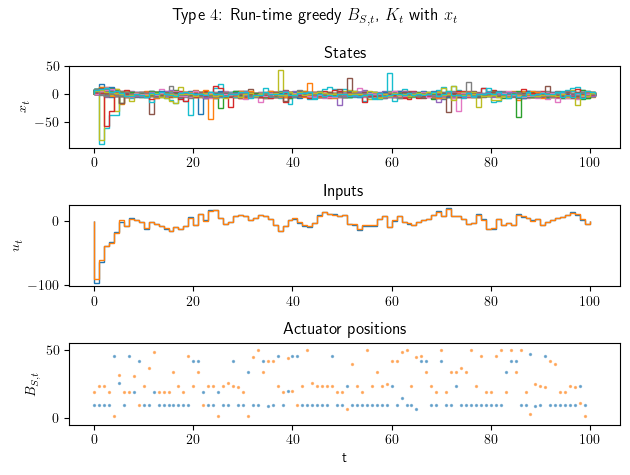 Type 4: Run-time greedy $B_{S,t}$, $K_t$ with $x_t$
States
50
0
−50
$x_t$
0 20 40 60 80 100
Inputs
0
−100
$u_t$
0 20 40 60 80 100
Actuator positions
50
0
$B_{S,t}$
0 20 40 60 80 100
t